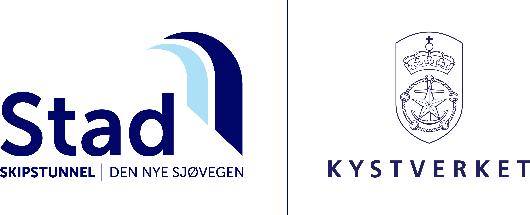 Stad
SKIPSTUNNEL | DEN NYE SJØVEGEN
KYSTVERKET